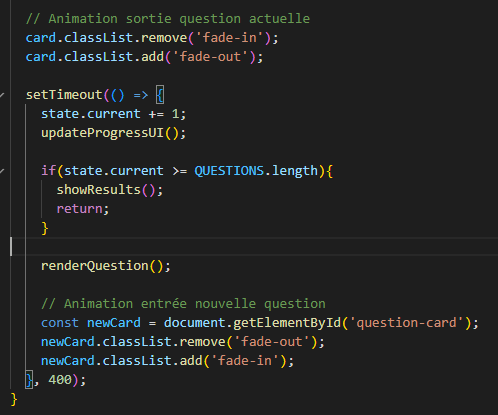 // Animation sortie question actuelle
card.classList.remove('fade-in');
card.classList.add('fade-out');
setTimeout(() => {
state.current += 1;
updateProgressUI();
if(state.current >= QUESTIONS.length){
showResults();
return;
}
renderQuestion();
// Animation entrée nouvelle question
const newCard = document.getElementById('question-card');
newCard.classList.remove('fade-out');
newCard.classList.add('fade-in');
}, 400);
}